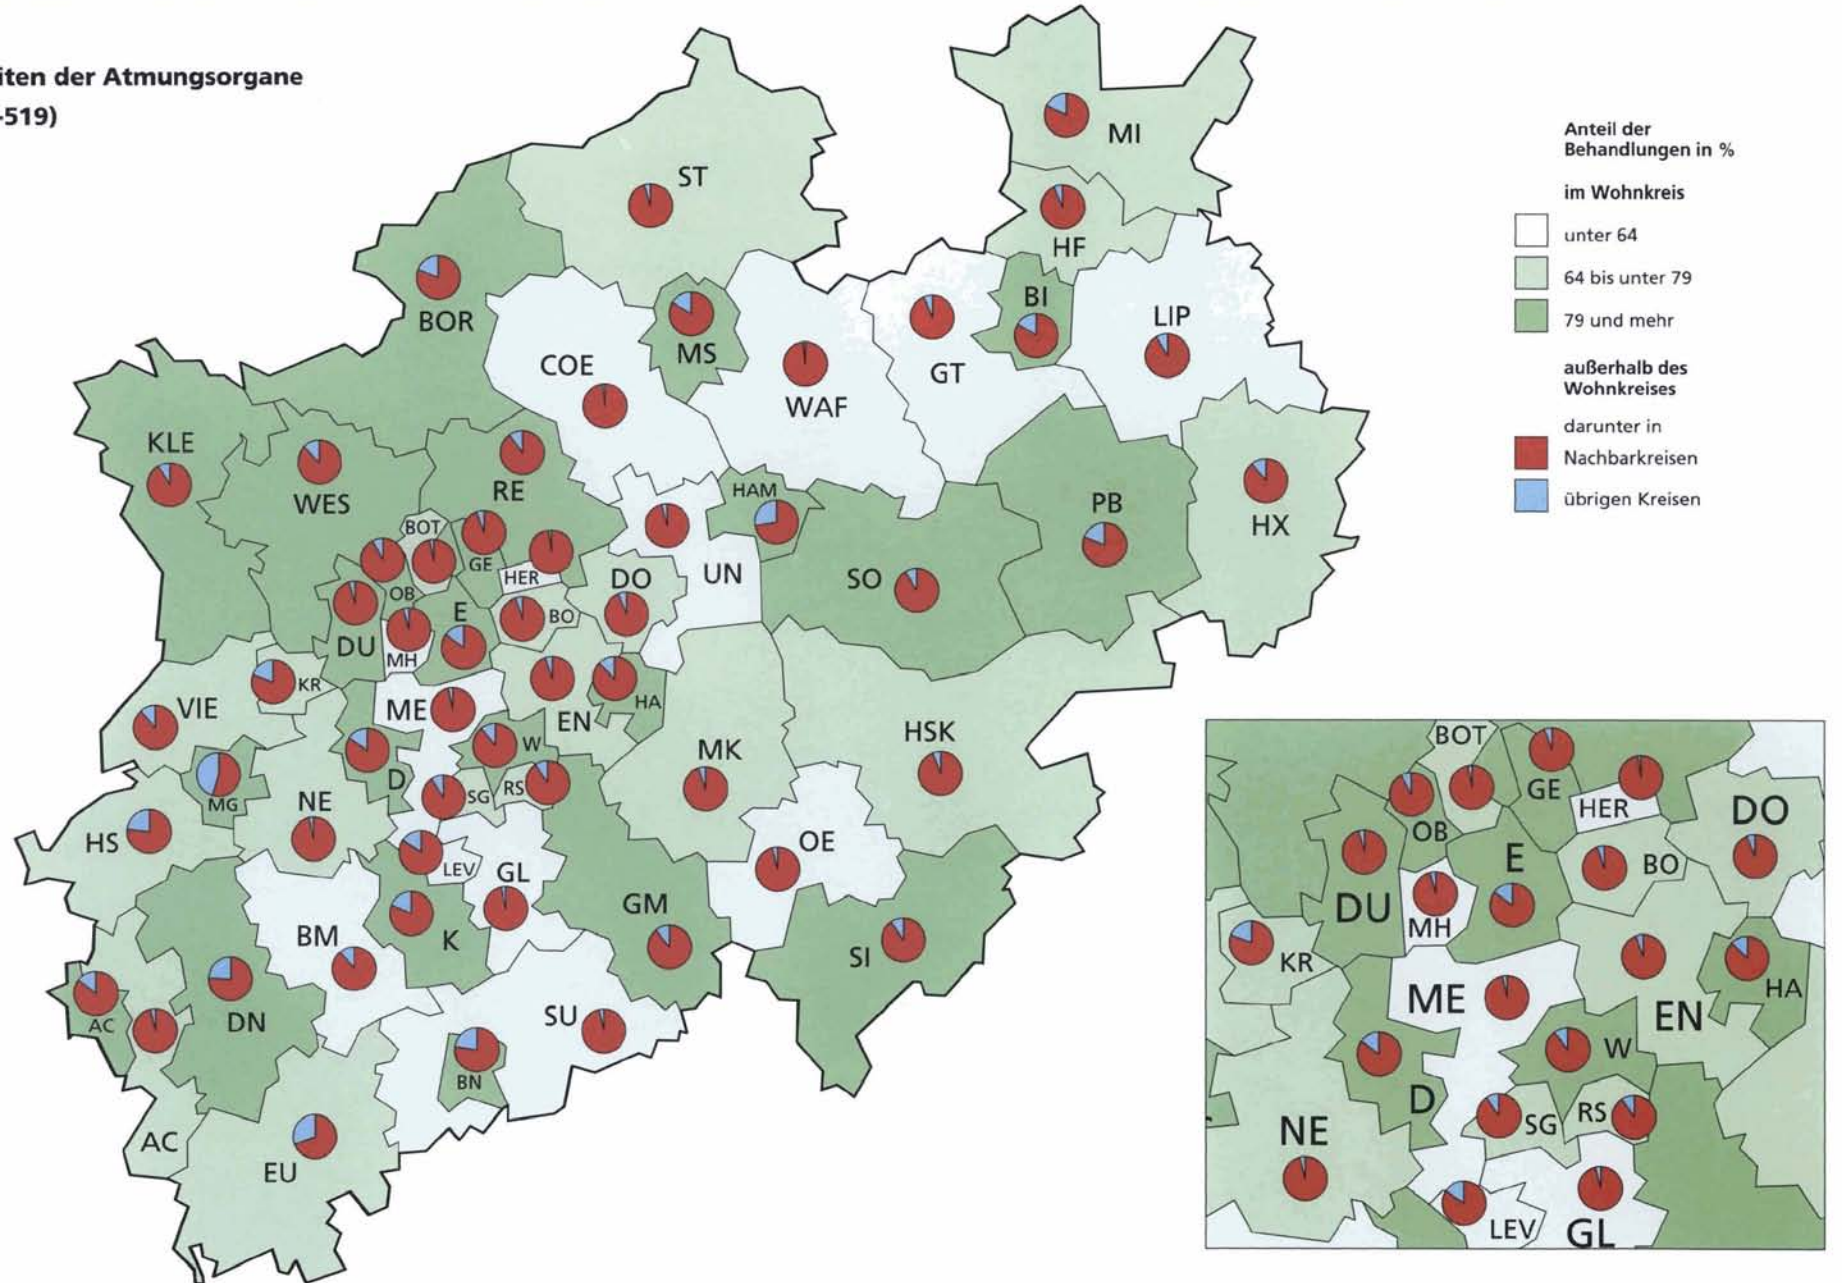 iten der Atmungsorgane
-519)
Anteil der
Behandlungen in %
im Wohnkreis
unter 64
64 bis unter 79
79 und mehr
außerhalb des
Wohnkreises
darunter in
Nachbarkreisen
übrigen Kreisen
MI
ST
HF
BI
LIP
BOR
MS
COE
GT
WAF
KLE
WES
RE
HAM
PB
HX
BOT
GE
HER
DO
UN
SO
OB
E
BO
DU
MH
KR
VIE
ME
EN
HA
W
MK
HSK
D
SG
RS
MG
NE
HS
OE
LEV
GL
GM
K
BM
SI
AC
DN
SU
BN
AC
EU
BOT
GE
HER
DO
OB
E
BO
DU
MH
KR
HA
ME
EN
W
D
SG
RS
NE
LEV
GL